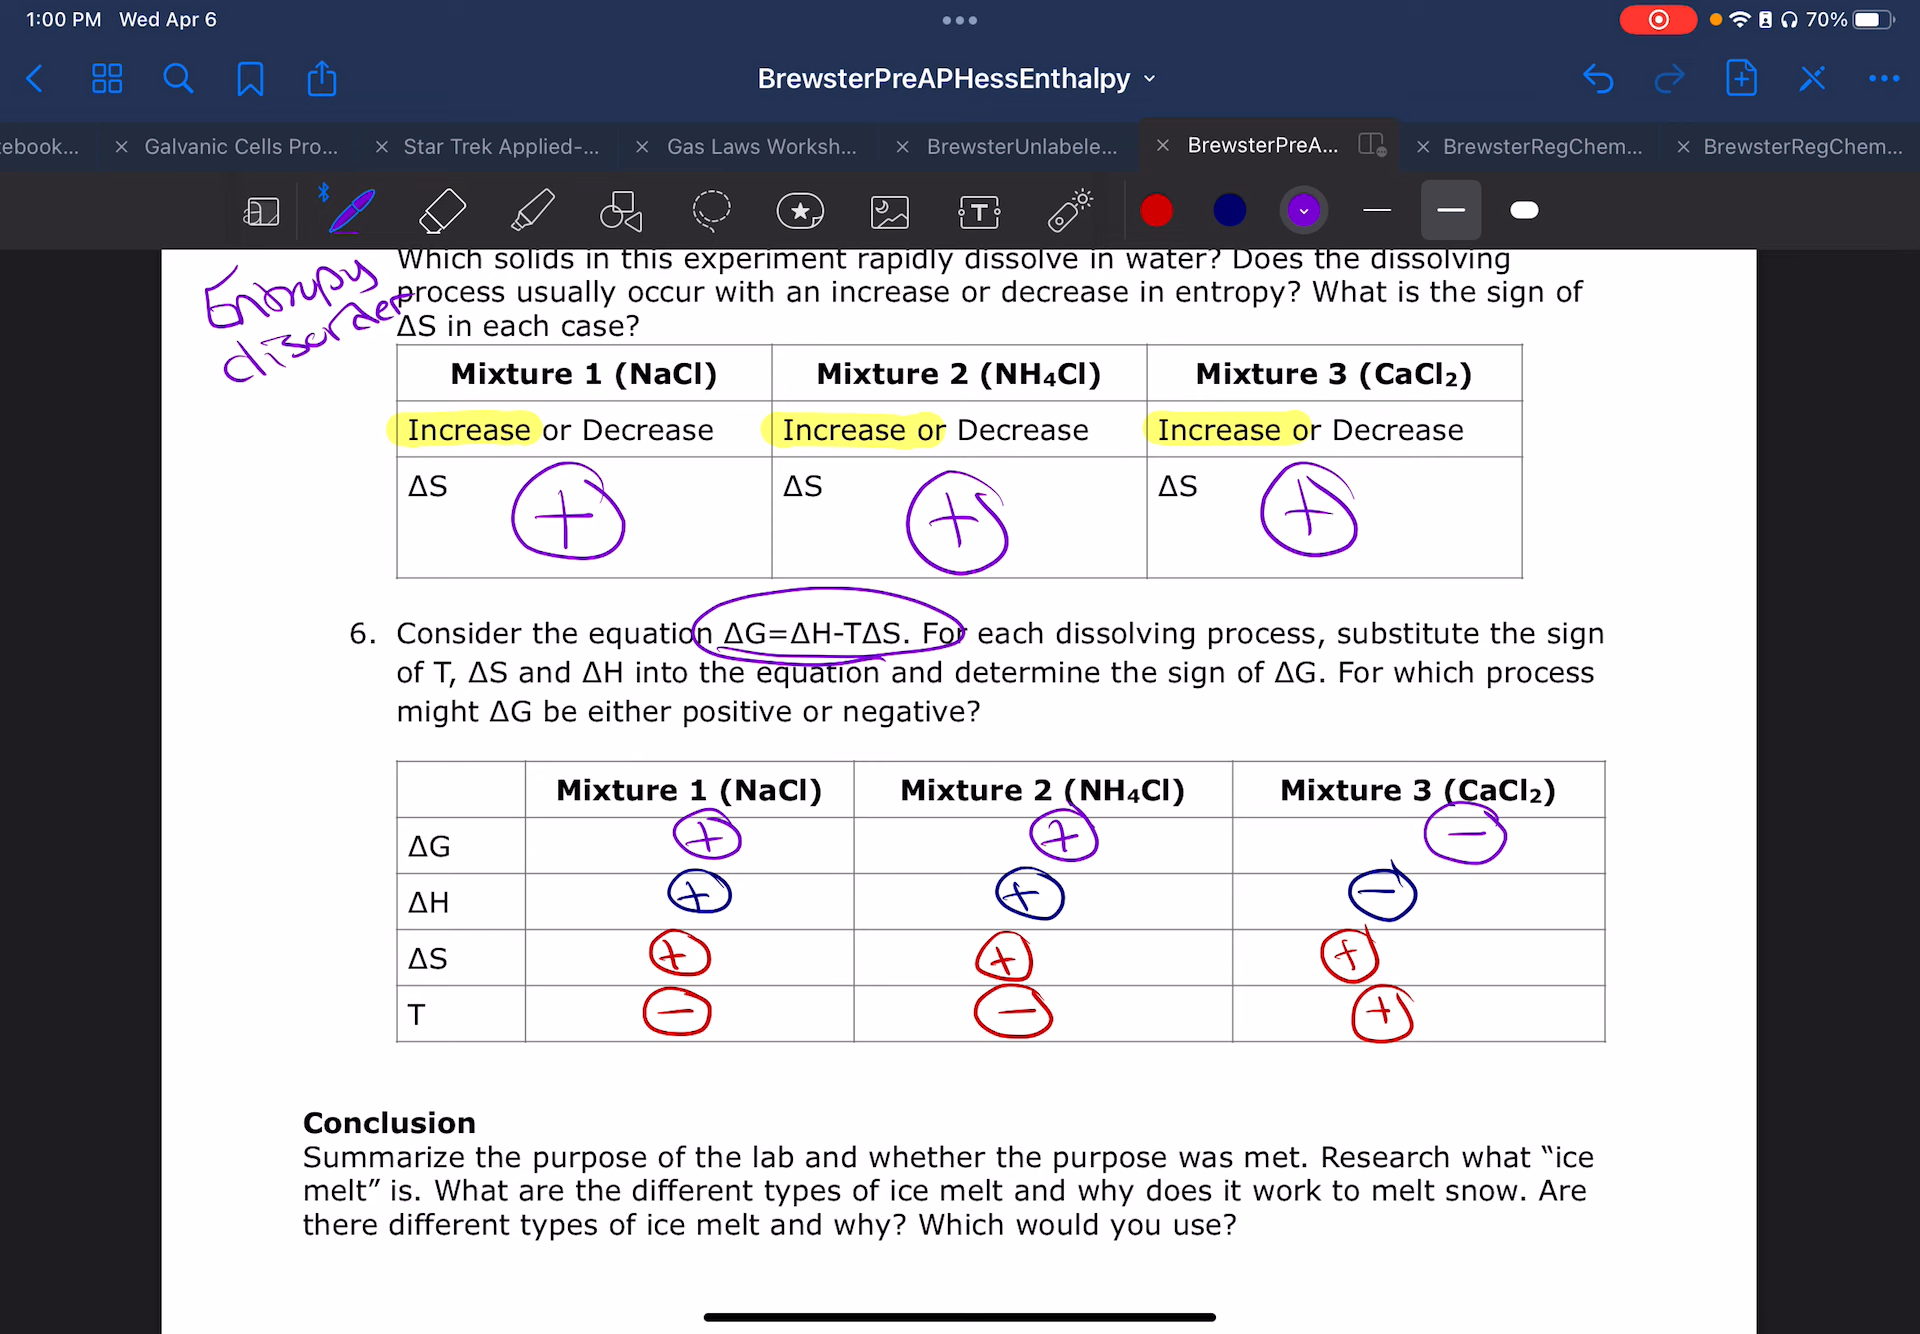 1:00 PM Wed Apr 6
70%
BrewsterPreAPHessEnthalpy
ebook...
× Galvanic Cells Pro...
× Star Trek Applied-...
× Gas Laws Worksh...
× BrewsterUnlabele...
× BrewsterPreA...
× BrewsterRegChem...
× BrewsterRegChem...
Entropy
disorder
Which solids in this experiment rapidly dissolve in water? Does the dissolving
process usually occur with an increase or decrease in entropy? What is the sign of
ΔS in each case?
Mixture 1 (NaCl) Mixture 2 (NH₄Cl) Mixture 3 (CaCl₂)
Increase or Decrease Increase or Decrease Increase or Decrease
ΔS + ΔS + ΔS +
6. Consider the equation ΔG=ΔH-TΔS. For each dissolving process, substitute the sign
of T, ΔS and ΔH into the equation and determine the sign of ΔG. For which process
might ΔG be either positive or negative?
Mixture 1 (NaCl) Mixture 2 (NH₄Cl) Mixture 3 (CaCl₂)
ΔG + + −
ΔH + + −
ΔS + + +
T − − +
Conclusion
Summarize the purpose of the lab and whether the purpose was met. Research what “ice
melt” is. What are the different types of ice melt and why does it work to melt snow. Are
there different types of ice melt and why? Which would you use?